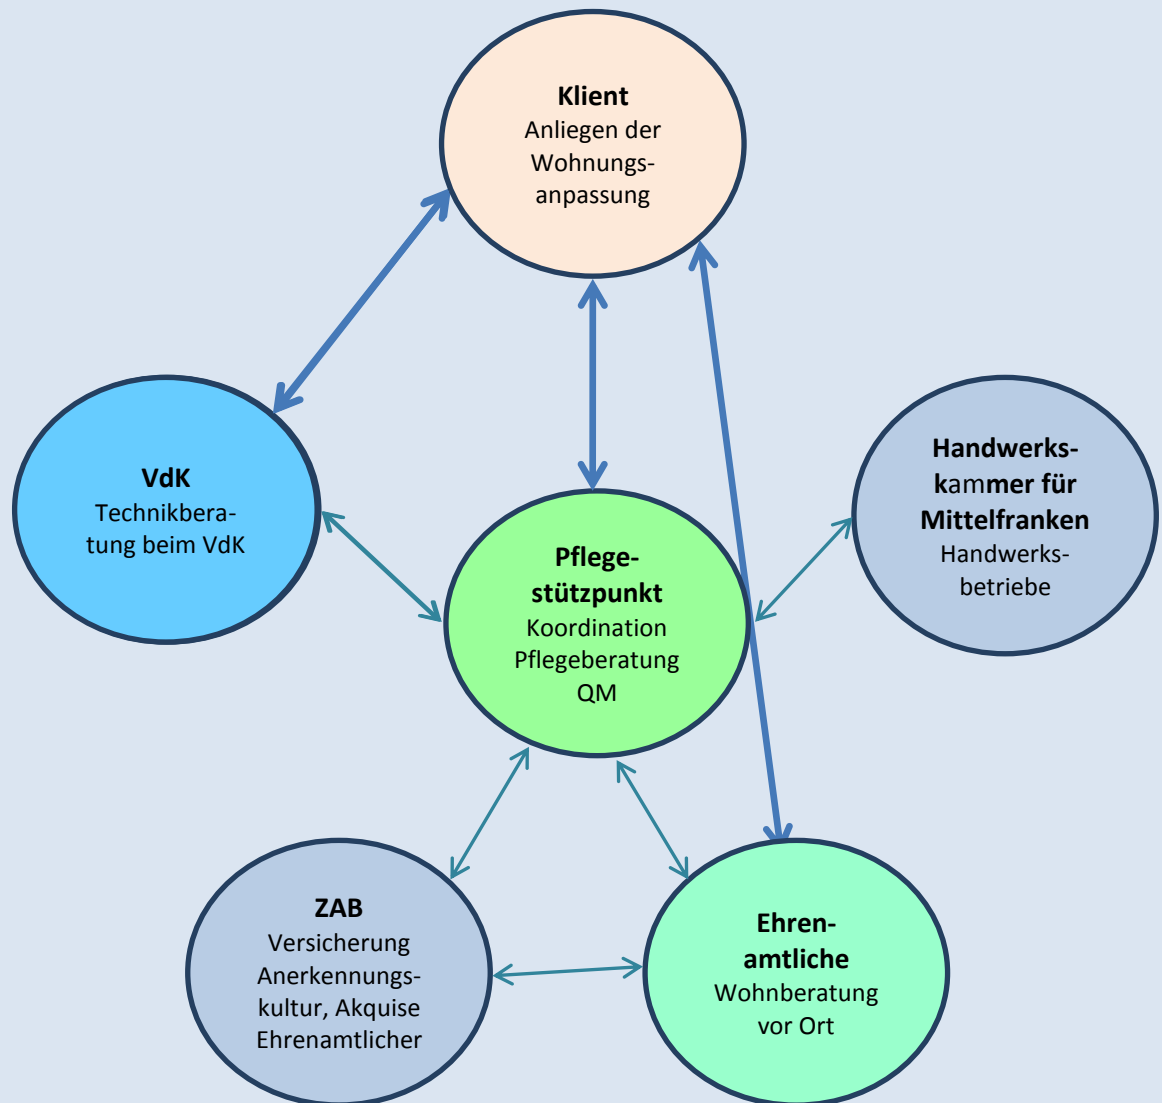 Klient
Anliegen der
Wohnungs-
anpassung
VdK
Technikbera-
tung beim VdK
Handwerks-
kammer für
Mittelfranken
Handwerks-
betriebe
Pflege-
stützpunkt
Koordination
Pflegeberatung
QM
ZAB
Versicherung
Anerkennungs-
kultur, Akquise
Ehrenamtlicher
Ehren-
amtliche
Wohnberatung
vor Ort